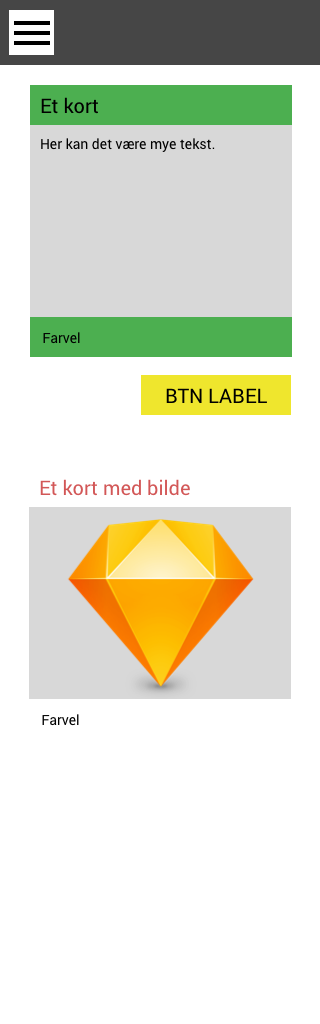 Et kort
Her kan det være mye tekst.
Farvel
BTN LABEL
Et kort med bilde
Farvel